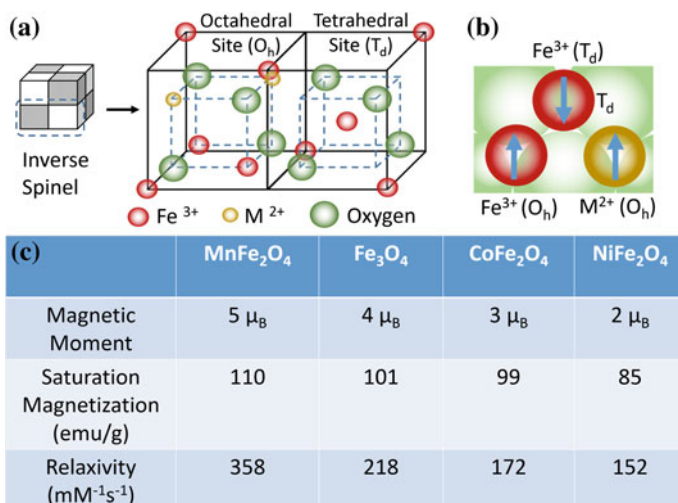 (a)
Octahedral Tetrahedral
Site (Oh) Site (Td)
Inverse
Spinel
Fe 3+ M 2+ Oxygen
(b)
Fe3+ (Td)
Td
Fe3+ (Oh) M2+ (Oh)
(c) MnFe2O4 Fe3O4 CoFe2O4 NiFe2O4
Magnetic
Moment
5 μB 4 μB 3 μB 2 μB
Saturation
Magnetization
(emu/g)
110 101 99 85
Relaxivity
(mM-1s-1)
358 218 172 152